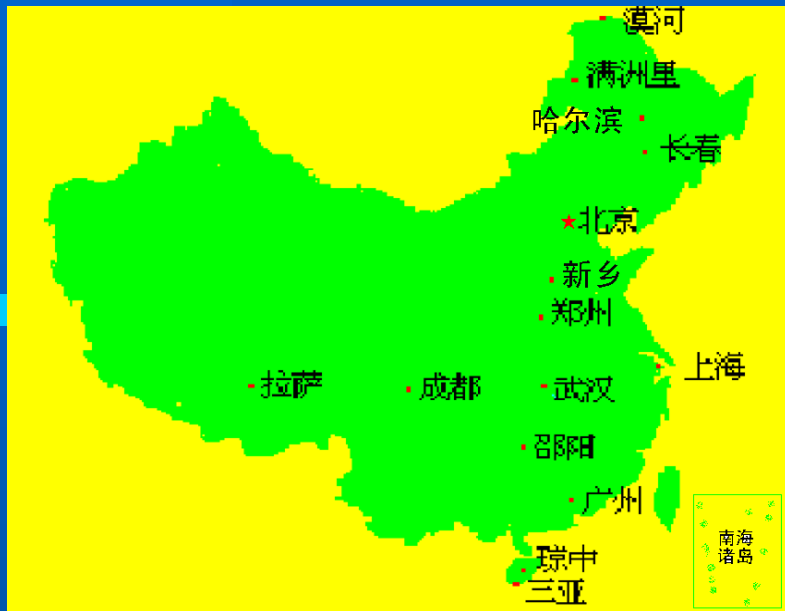 漠河
满洲里
哈尔滨
长春
北京
新乡
郑州
上海
拉萨
成都
武汉
邵阳
广州
南海
诸岛
琼中
三亚